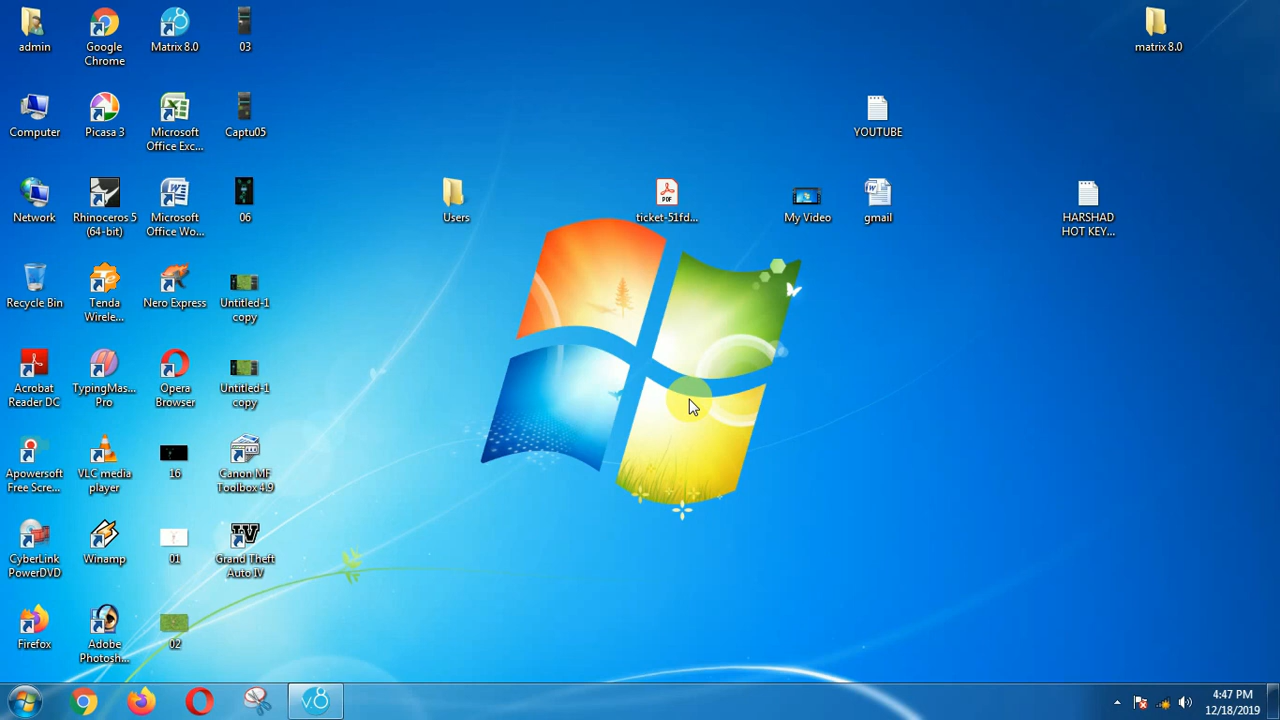 admin
Google
Chrome
Matrix 8.0
03
matrix 8.0
Computer
Picasa 3
Microsoft
Office Exc...
Captu05
YOUTUBE
Network
Rhinoceros 5
(64-bit)
Microsoft
Office Wo...
06
Users
PDF
ticket-51fd...
My Video
gmail
HARSHAD
HOT KEY...
Recycle Bin
Tenda
Wirele...
Nero Express
Untitled-1
copy
Acrobat
Reader DC
TypingMas...
Pro
Opera
Browser
Untitled-1
copy
Apowersoft
Free Scre...
VLC media
player
16
Canon MF
Toolbox 4.9
CyberLink
PowerDVD
Winamp
01
IV
Grand Theft
Auto IV
Firefox
Adobe
Photosh...
02
v8
4:47 PM
12/18/2019